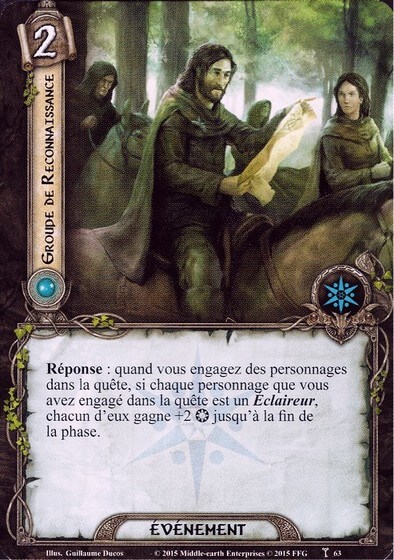 2
Groupe de Reconnaissance
Réponse : quand vous engagez des personnages
dans la quête, si chaque personnage que vous
avez engagé dans la quête est un Éclaireur,
chacun d'eux gagne +2 jusqu'à la fin de
la phase.
ÉVÉNEMENT
Illus. Guillaume Ducos © 2015 Middle-earth Enterprises © 2015 FFG 63